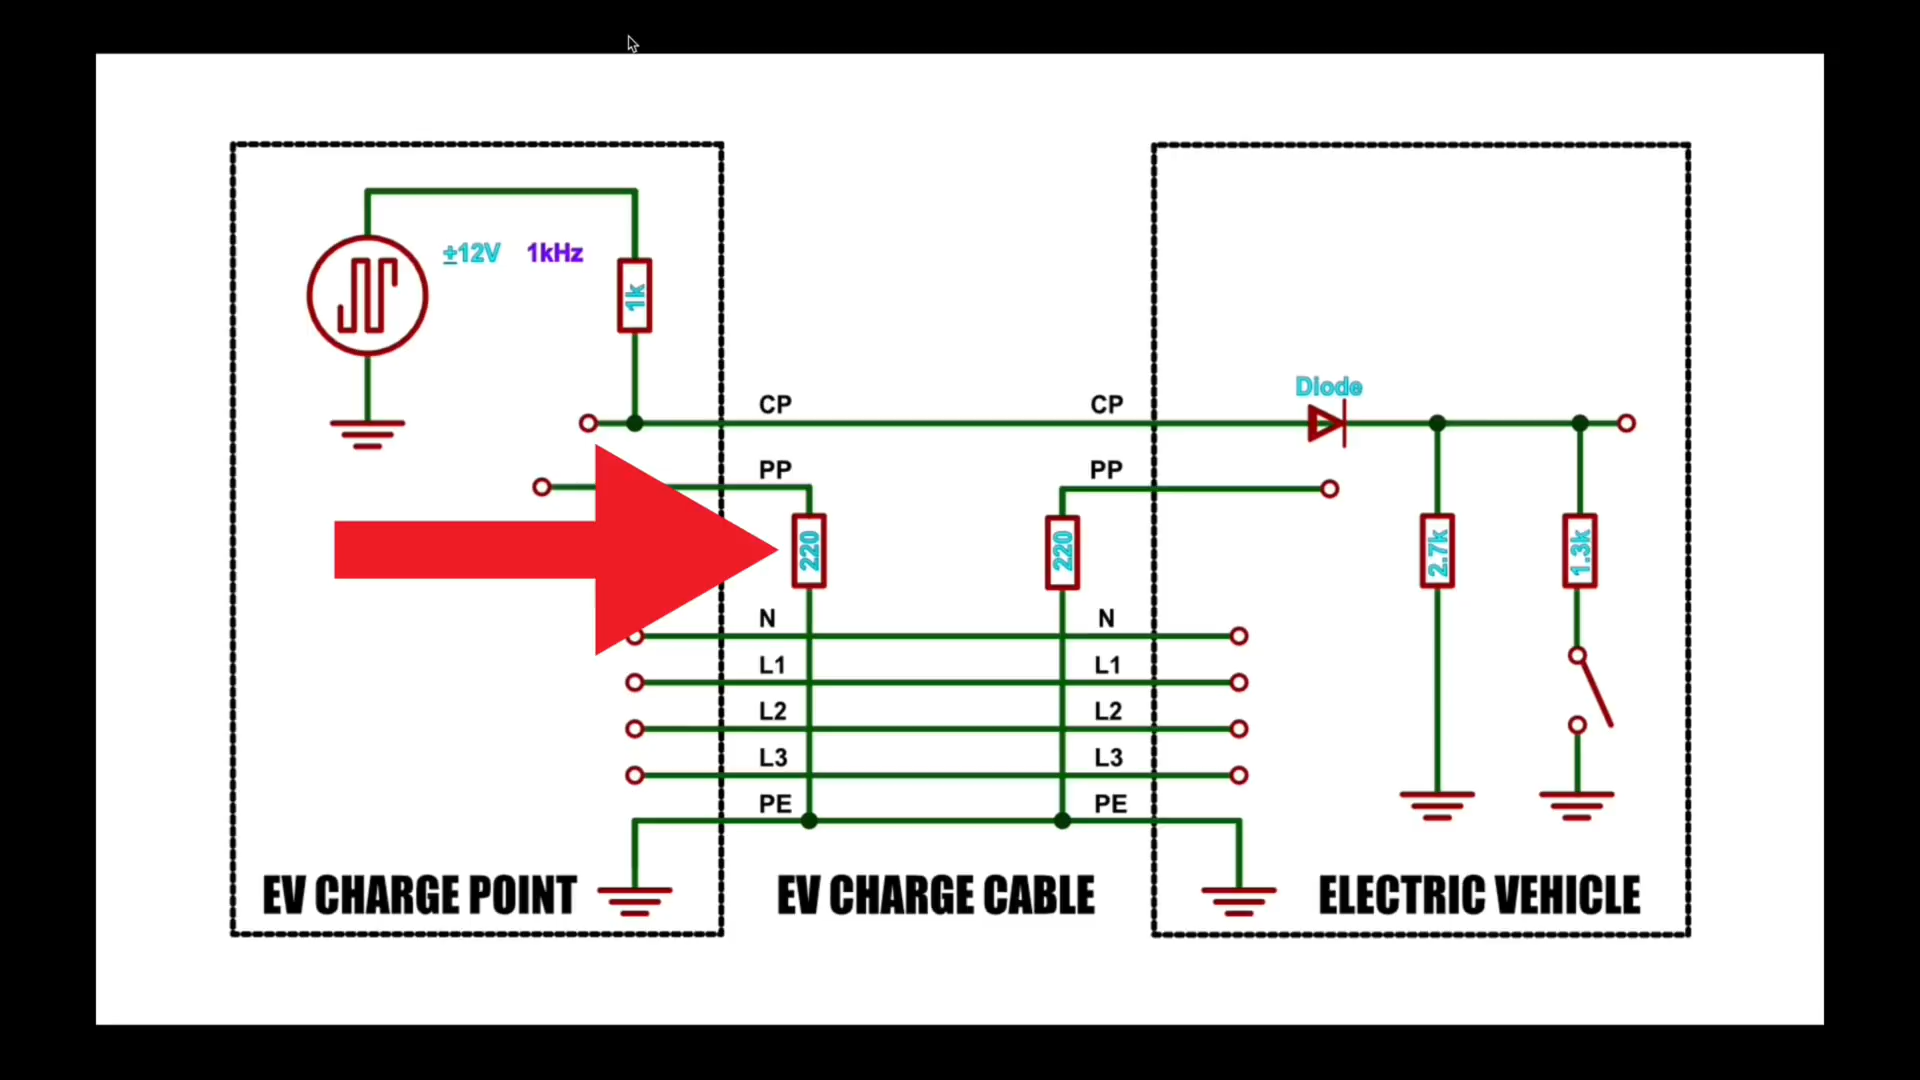 ±12V 1kHz
1k
Diode
CP CP
PP PP
220 220 2.7k 1.3k
N N
L1 L1
L2 L2
L3 L3
PE PE
EV CHARGE POINT EV CHARGE CABLE ELECTRIC VEHICLE